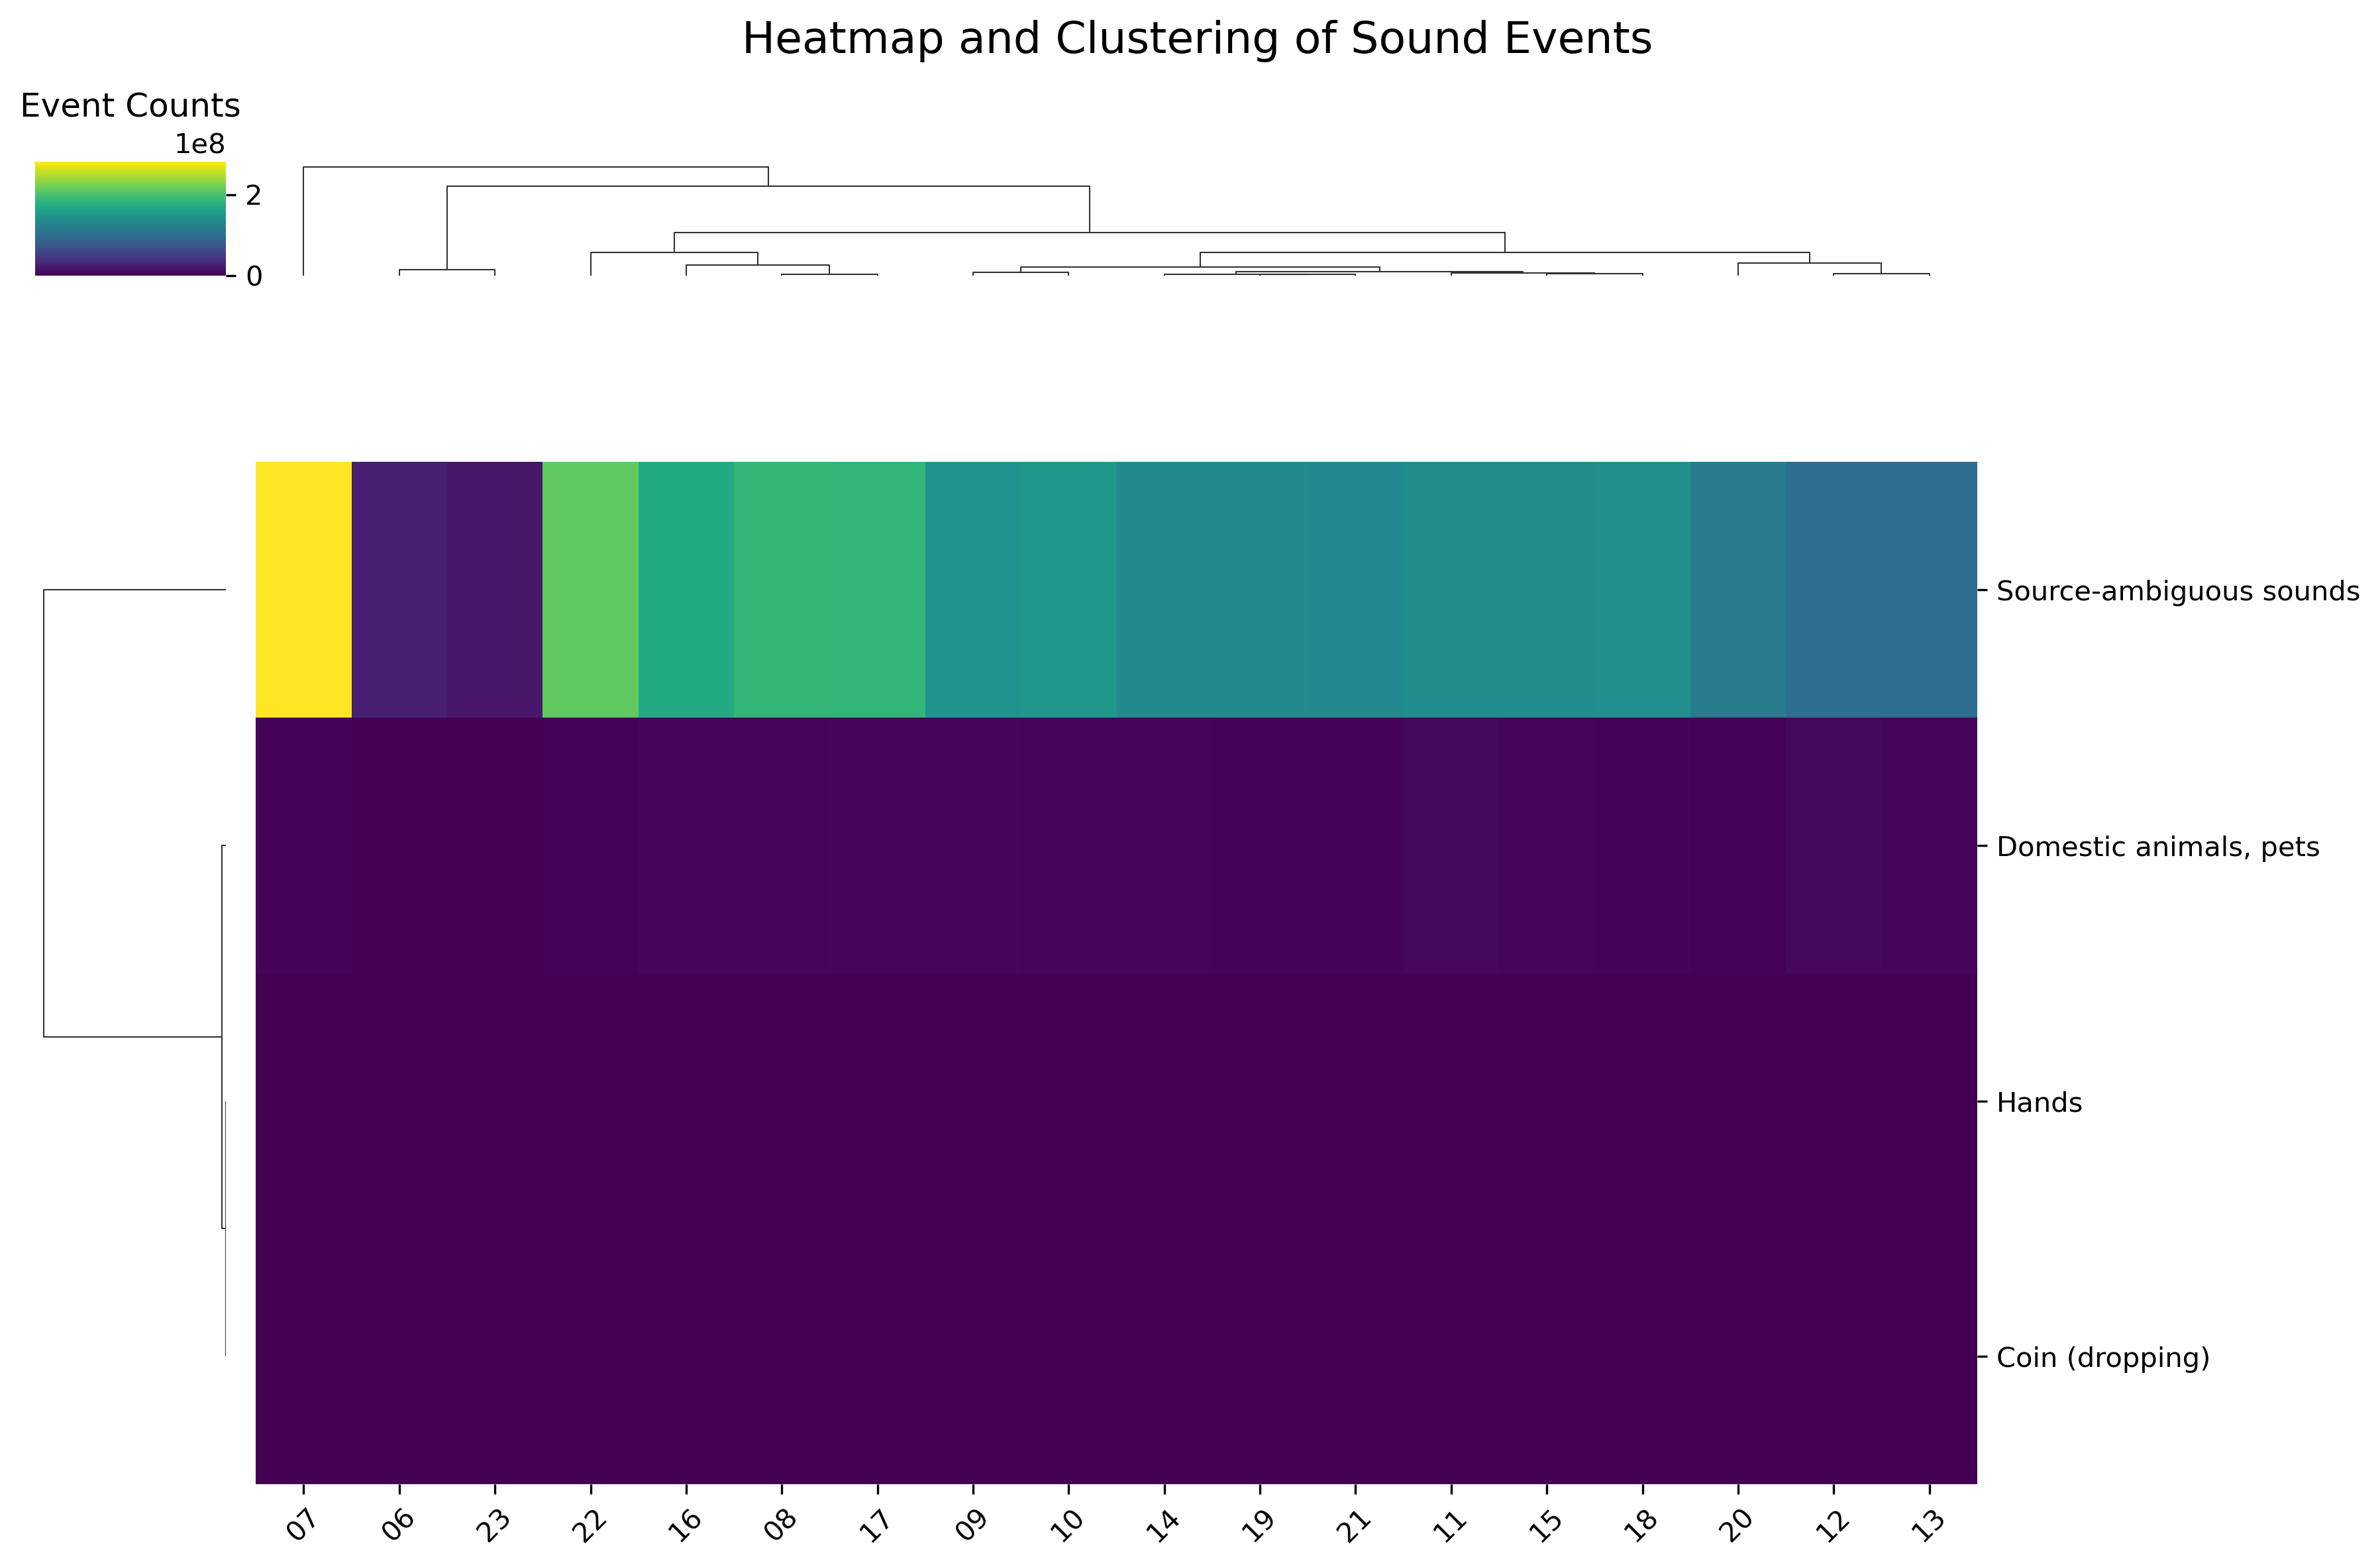 Heatmap and Clustering of Sound Events
Event Counts
1e8
2
0
Source-ambiguous sounds
Domestic animals, pets
Hands
Coin (dropping)
07 06 23 22 16 08 17 09 10 14 19 21 11 15 18 20 12 13